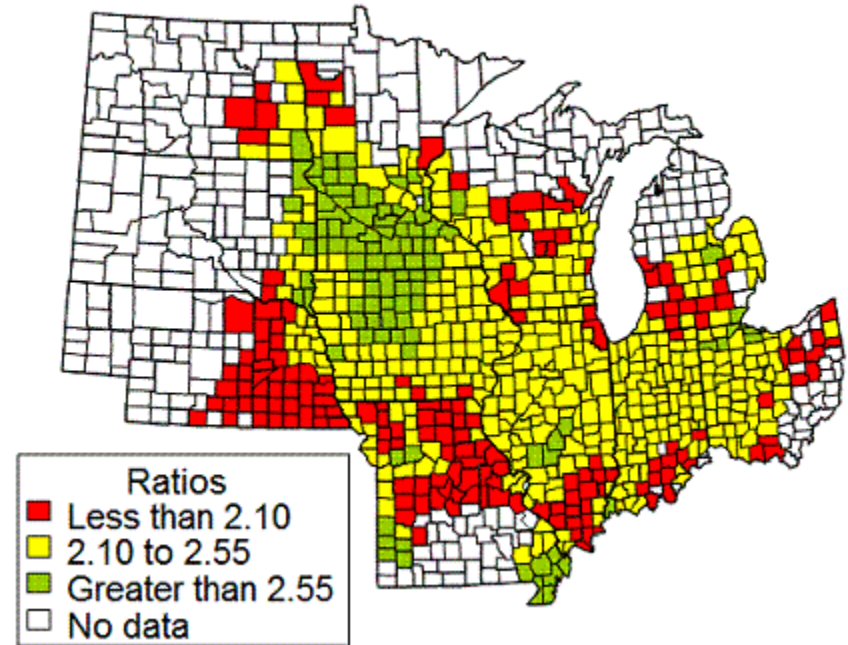 Ratios
Less than 2.10
2.10 to 2.55
Greater than 2.55
No data